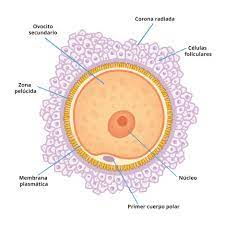 Corona radiada
Ovocito
secundario
Células
foliculares
Zona
pelúcida
Membrana
plasmática
Núcleo
Primer cuerpo polar